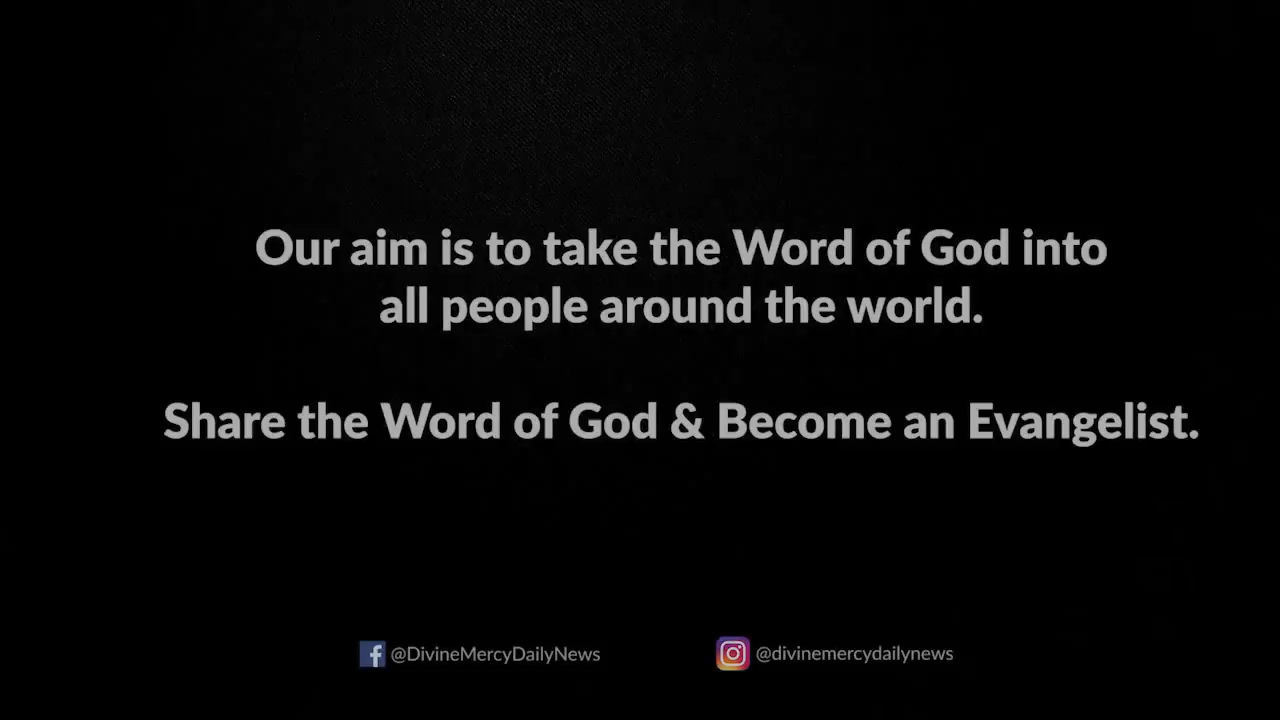 Our aim is to take the Word of God into
all people around the world.
Share the Word of God & Become an Evangelist.
@DivineMercyDailyNews
@divinemercydailynews